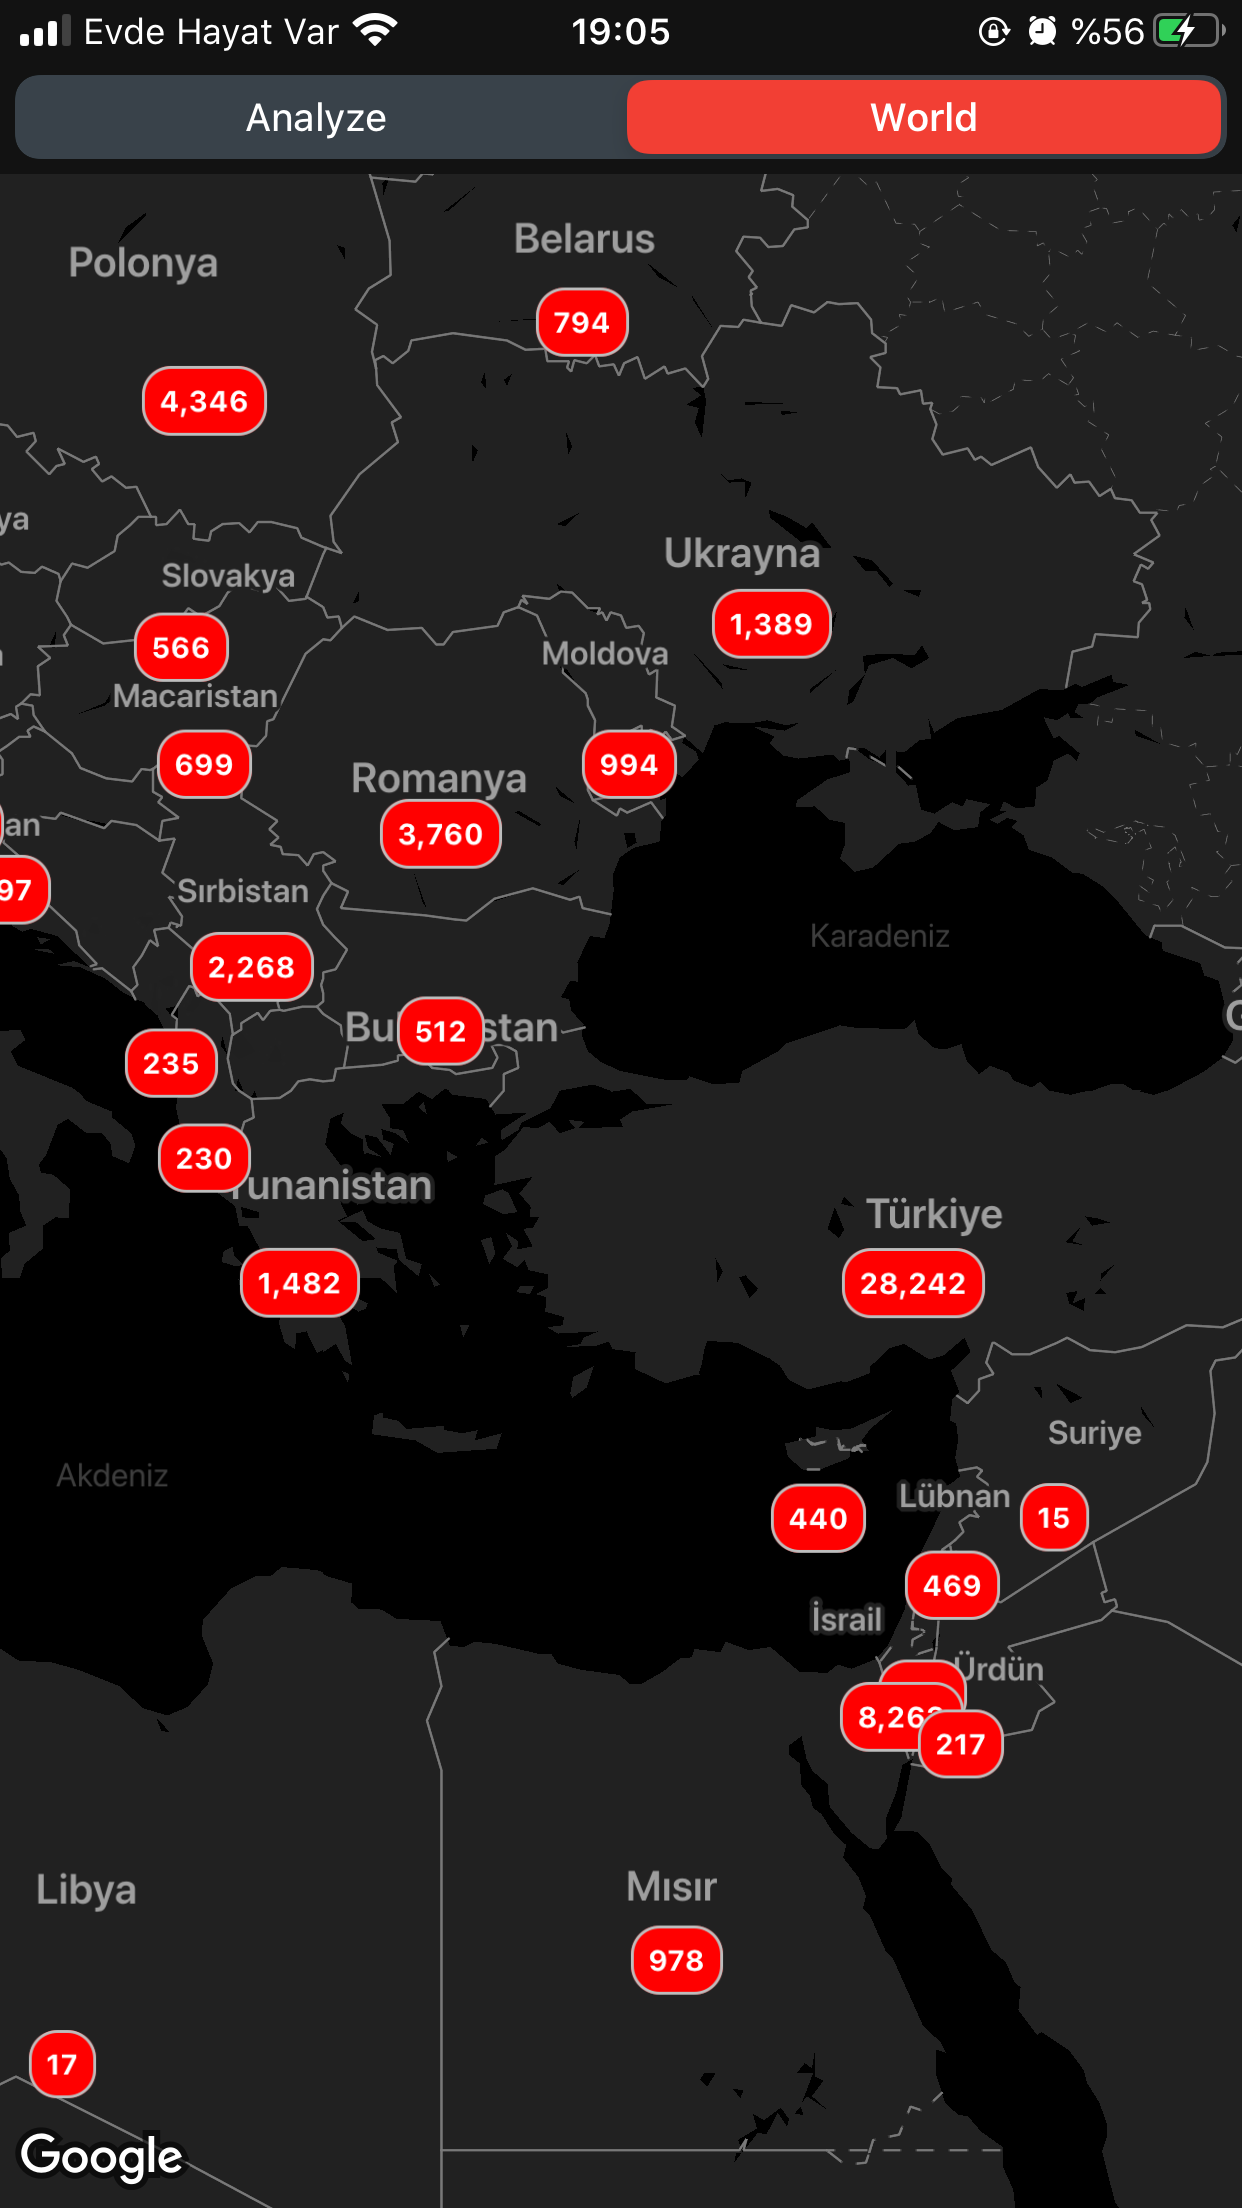 Evde Hayat Var 19:05 %56
Analyze World
Belarus
Polonya
794
4,346
ya
Ukrayna
Slovakya
1,389
566
Moldova
Macaristan
699
994
Romanya
an
3,760
97
Sırbistan
Karadeniz
2,268
Bu 512 stan
235
230
unanistan
Türkiye
1,482
28,242
Suriye
Akdeniz
Lübnan
440
15
469
İsrail
Ürdün
8,26
217
Mısır
Libya
978
17
Google